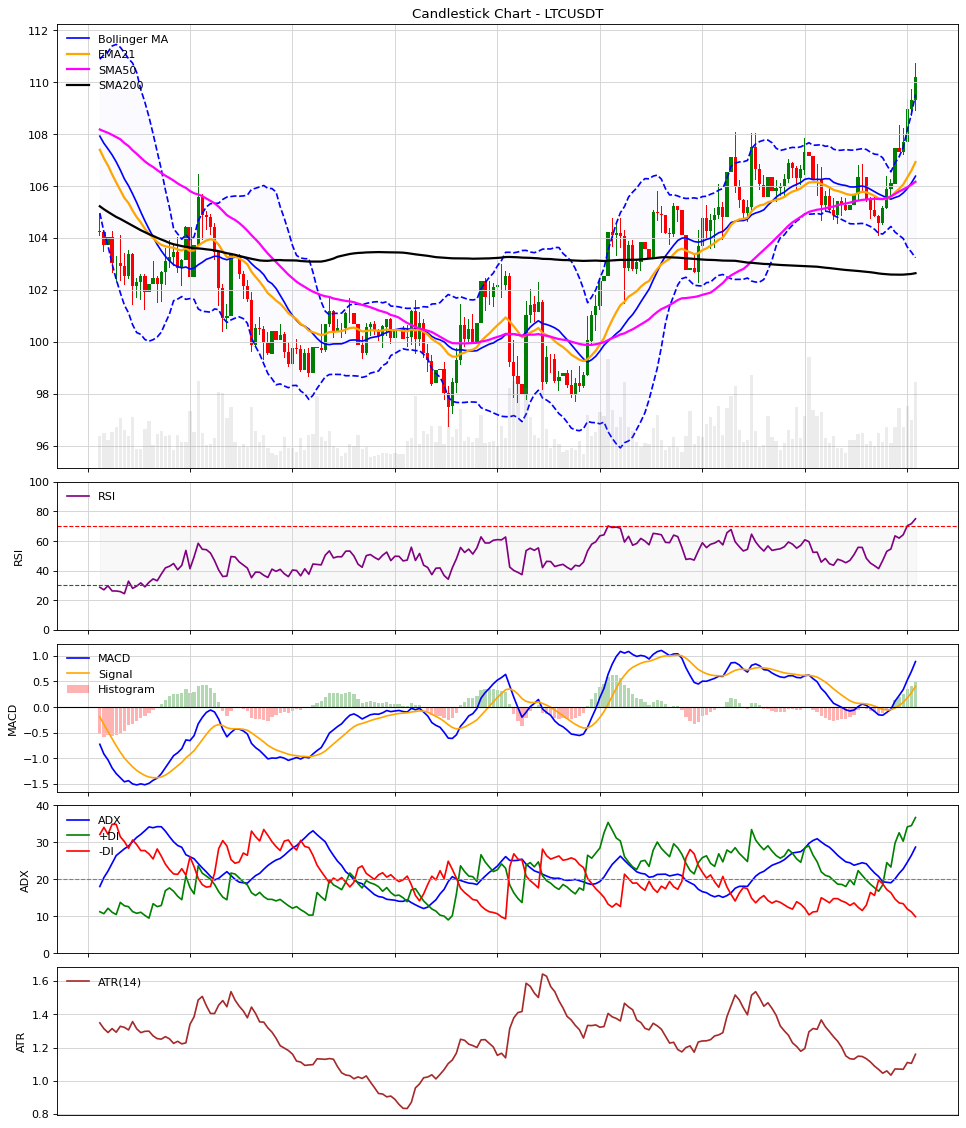 Candlestick Chart - LTCUSDT
112
110
108
106
104
102
100
98
96
Bollinger MA
EMA21
SMA50
SMA200
100
80
60
40
20
0
RSI
RSI
1.0
0.5
0.0
−0.5
−1.0
−1.5
MACD
MACD
Signal
Histogram
40
30
20
10
0
ADX
ADX
+DI
-DI
1.6
1.4
1.2
1.0
0.8
ATR
ATR(14)